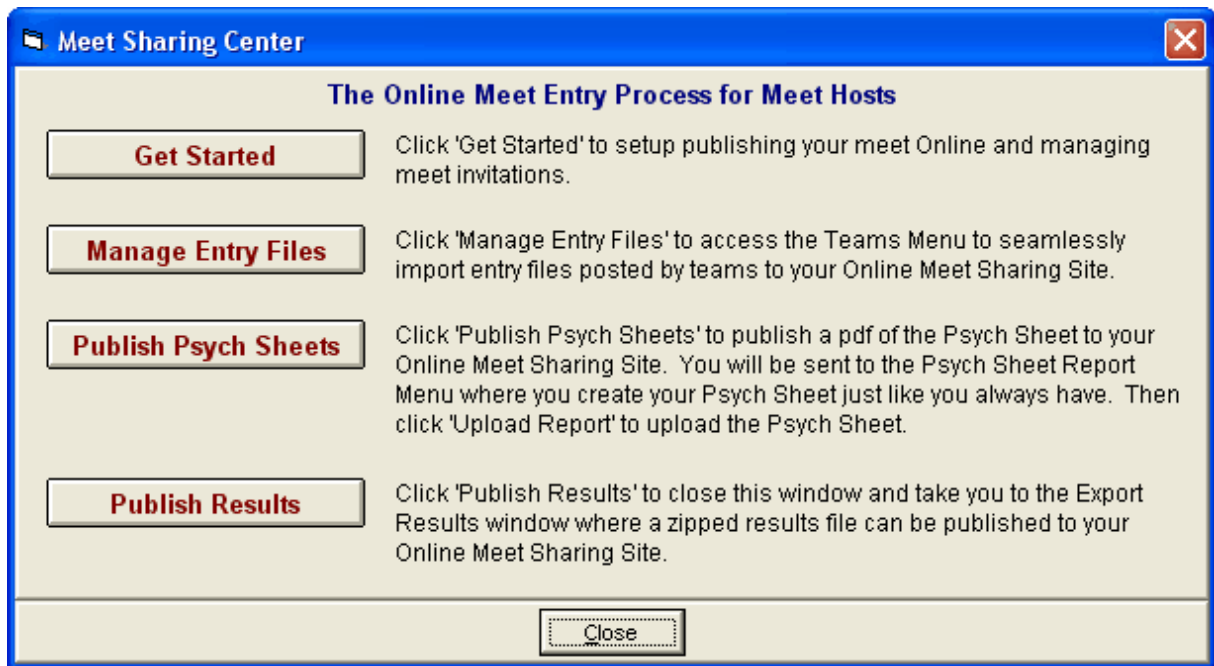 Meet Sharing Center
The Online Meet Entry Process for Meet Hosts
Get Started
Click 'Get Started' to setup publishing your meet Online and managing
meet invitations.
Manage Entry Files
Click 'Manage Entry Files' to access the Teams Menu to seamlessly
import entry files posted by teams to your Online Meet Sharing Site.
Publish Psych Sheets
Click 'Publish Psych Sheets' to publish a pdf of the Psych Sheet to your
Online Meet Sharing Site.  You will be sent to the Psych Sheet Report
Menu where you create your Psych Sheet just like you always have.  Then
click 'Upload Report' to upload the Psych Sheet.
Publish Results
Click 'Publish Results' to close this window and take you to the Export
Results window where a zipped results file can be published to your
Online Meet Sharing Site.
Close